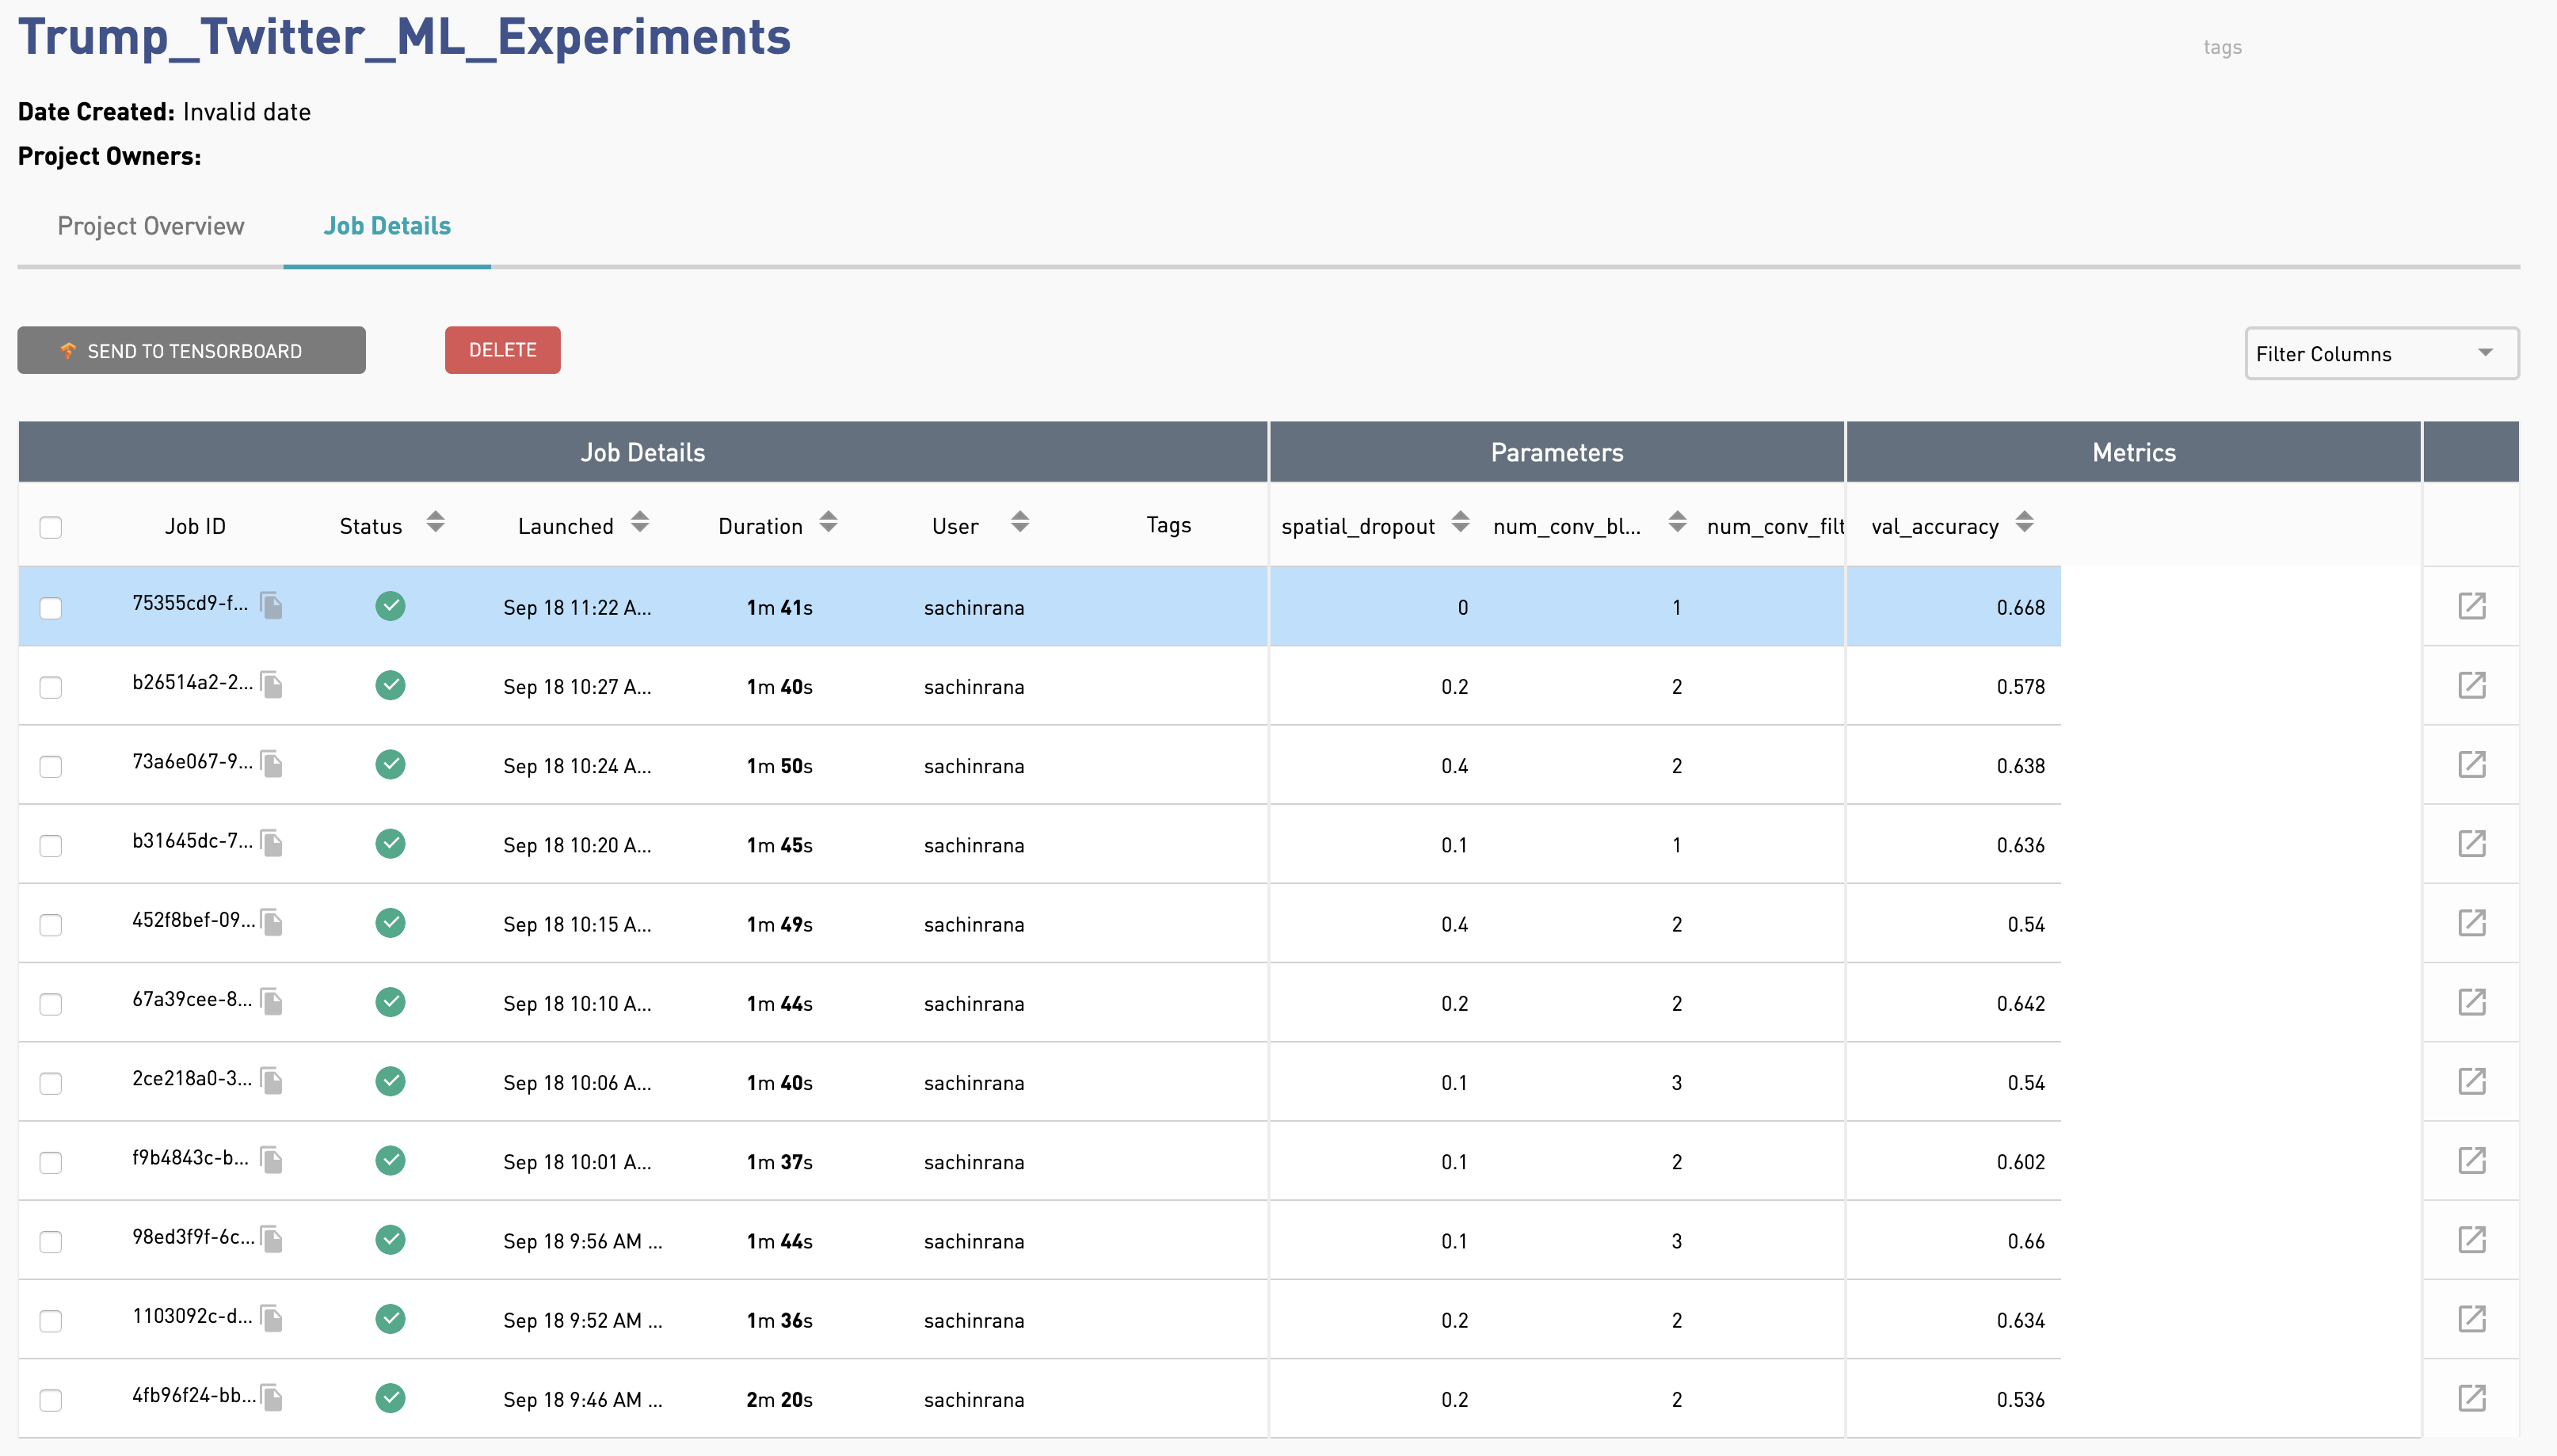 Trump_Twitter_ML_Experiments
tags
Date Created: Invalid date
Project Owners:
Project Overview Job Details
SEND TO TENSORBOARD DELETE Filter Columns
Job Details Parameters Metrics
Job ID Status Launched Duration User Tags spatial_dropout num_conv_bl... num_conv_filt val_accuracy
75355cd9-f... Sep 18 11:22 A... 1m 41s sachinrana 0 1 0.668
b26514a2-2... Sep 18 10:27 A... 1m 40s sachinrana 0.2 2 0.578
73a6e067-9... Sep 18 10:24 A... 1m 50s sachinrana 0.4 2 0.638
b31645dc-7... Sep 18 10:20 A... 1m 45s sachinrana 0.1 1 0.636
452f8bef-09... Sep 18 10:15 A... 1m 49s sachinrana 0.4 2 0.54
67a39cee-8... Sep 18 10:10 A... 1m 44s sachinrana 0.2 2 0.642
2ce218a0-3... Sep 18 10:06 A... 1m 40s sachinrana 0.1 3 0.54
f9b4843c-b... Sep 18 10:01 A... 1m 37s sachinrana 0.1 2 0.602
98ed3f9f-6c... Sep 18 9:56 AM ... 1m 44s sachinrana 0.1 3 0.66
1103092c-d... Sep 18 9:52 AM ... 1m 36s sachinrana 0.2 2 0.634
4fb96f24-bb... Sep 18 9:46 AM ... 2m 20s sachinrana 0.2 2 0.536